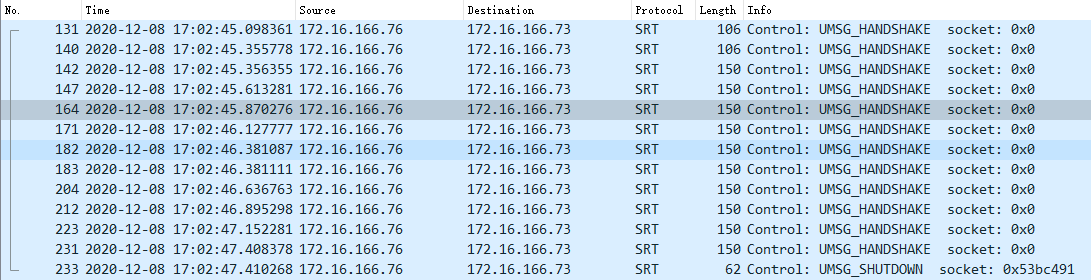 No. Time Source Destination Protocol Length Info
131 2020-12-08 17:02:45.098361 172.16.166.76 172.16.166.73 SRT 106 Control: UMSG_HANDSHAKE socket: 0x0
140 2020-12-08 17:02:45.355778 172.16.166.76 172.16.166.73 SRT 106 Control: UMSG_HANDSHAKE socket: 0x0
142 2020-12-08 17:02:45.356355 172.16.166.76 172.16.166.73 SRT 150 Control: UMSG_HANDSHAKE socket: 0x0
147 2020-12-08 17:02:45.613281 172.16.166.76 172.16.166.73 SRT 150 Control: UMSG_HANDSHAKE socket: 0x0
164 2020-12-08 17:02:45.870276 172.16.166.76 172.16.166.73 SRT 150 Control: UMSG_HANDSHAKE socket: 0x0
171 2020-12-08 17:02:46.127777 172.16.166.76 172.16.166.73 SRT 150 Control: UMSG_HANDSHAKE socket: 0x0
182 2020-12-08 17:02:46.381087 172.16.166.76 172.16.166.73 SRT 150 Control: UMSG_HANDSHAKE socket: 0x0
183 2020-12-08 17:02:46.381111 172.16.166.76 172.16.166.73 SRT 150 Control: UMSG_HANDSHAKE socket: 0x0
204 2020-12-08 17:02:46.636763 172.16.166.76 172.16.166.73 SRT 150 Control: UMSG_HANDSHAKE socket: 0x0
212 2020-12-08 17:02:46.895298 172.16.166.76 172.16.166.73 SRT 150 Control: UMSG_HANDSHAKE socket: 0x0
223 2020-12-08 17:02:47.152281 172.16.166.76 172.16.166.73 SRT 150 Control: UMSG_HANDSHAKE socket: 0x0
231 2020-12-08 17:02:47.408378 172.16.166.76 172.16.166.73 SRT 150 Control: UMSG_HANDSHAKE socket: 0x0
233 2020-12-08 17:02:47.410268 172.16.166.76 172.16.166.73 SRT 62 Control: UMSG_SHUTDOWN socket: 0x53bc491